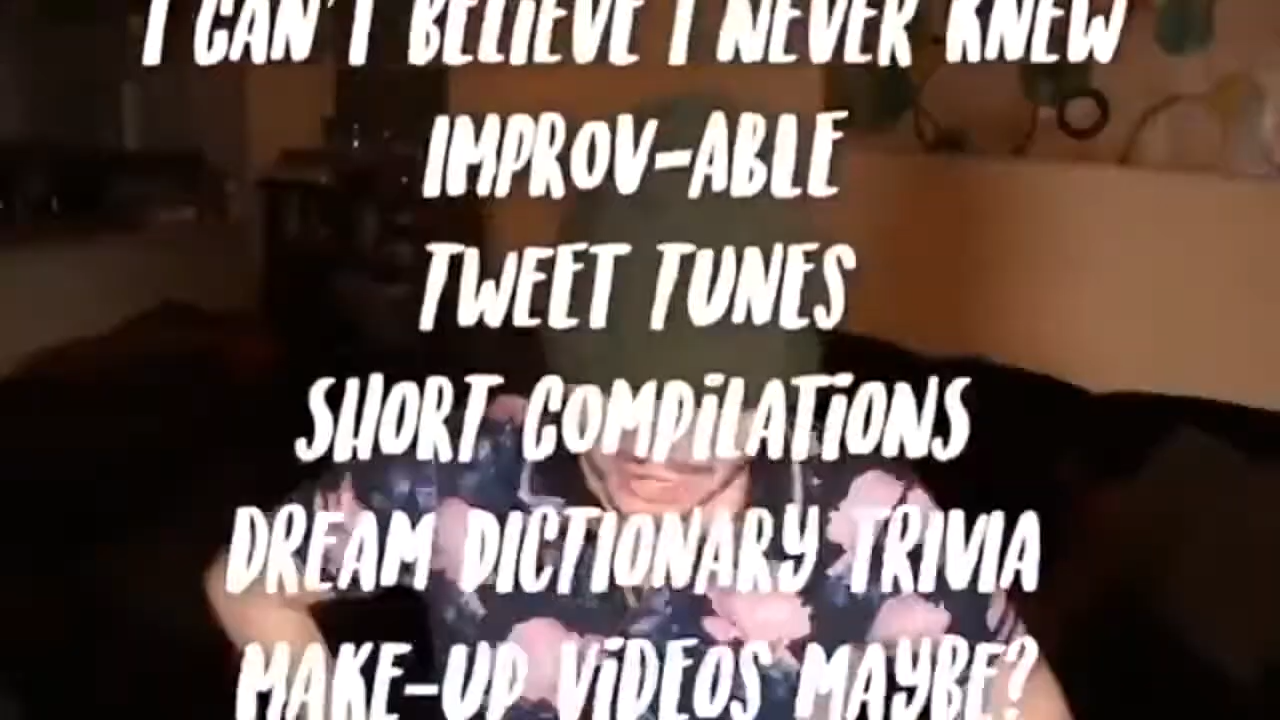 I CAN'T BELIEVE I NEVER KNEW
IMPROV-ABLE
TWEET TUNES
SHORT COMPILATIONS
DREAM DICTIONARY TRIVIA
MAKE-UP VIDEOS MAYBE?